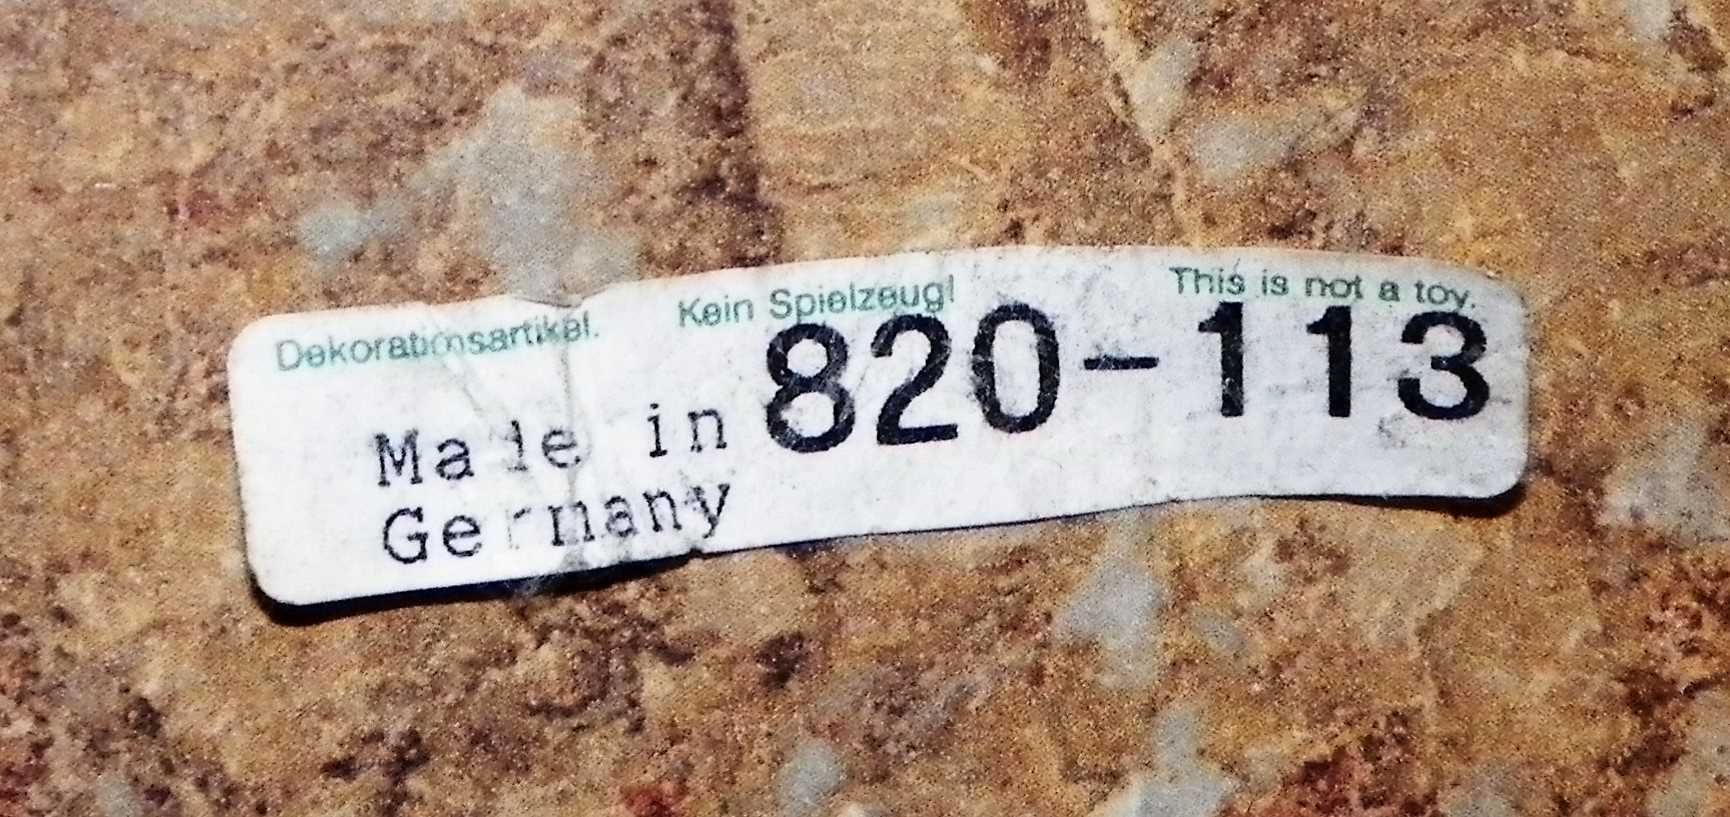 Dekorationsartikel. Kein Spielzeug! This is not a toy.
820-113
Made in
Germany